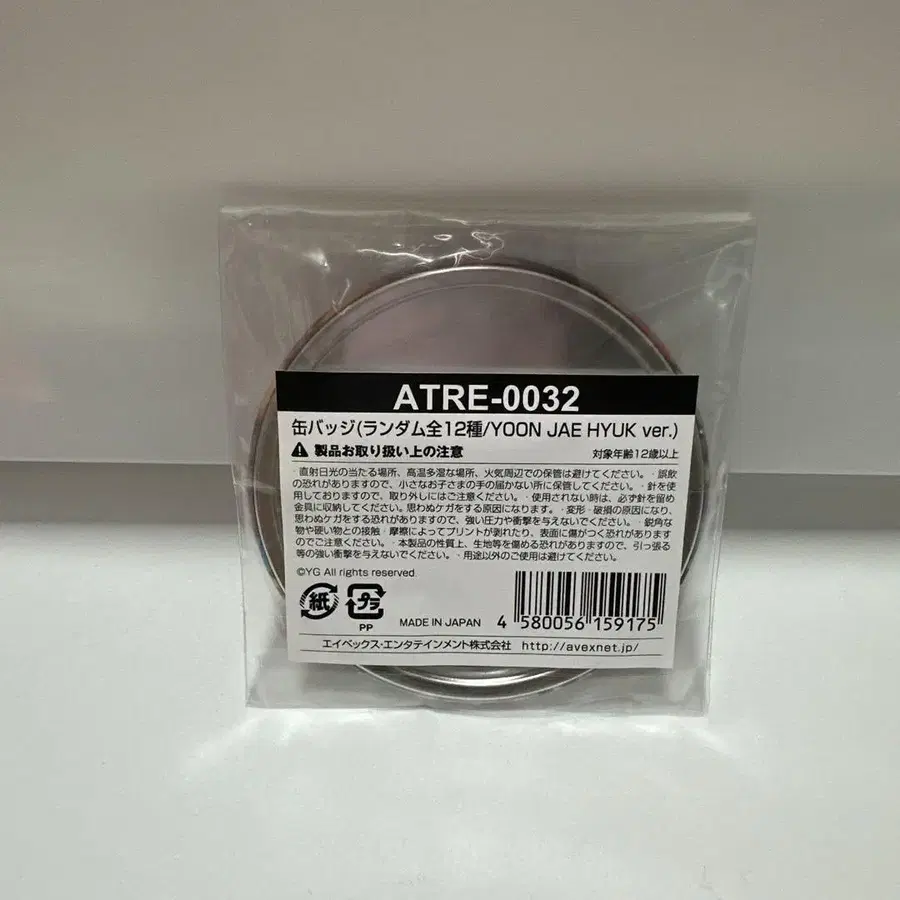 ATRE-0032
缶バッジ(ランダム全12種/YOON JAE HYUK ver.)
製品お取り扱い上の注意 対象年齢12歳以上
・直射日光の当たる場所、高温多湿な場所、火気周辺での保管は避けてください。・誤飲
の恐れがありますので、小さなお子さまの手の届かない所に保管してください。・針を使
用しておりますので、取り外しにはご注意ください。・使用されない時は、必ず針を留め
金具に収納してください。思わぬケガをする原因になります。・変形・破損の原因になり、
思わぬケガをする恐れがありますので、強い圧力や衝撃を与えないでください。・鋭角な
物や硬い物との接触・摩擦によってプリントが剥れたり、表面に傷がつく恐れがあります
のでご注意ください。・本製品の性質上、生地等を傷める恐れがありますので、引っ張る
等の強い衝撃を与えないでください。・用途以外のご使用は避けてください。
©YG All rights reserved.
紙 プラ
PP
MADE IN JAPAN
4 580056 159175
エイベックス・エンタテインメント株式会社 http://avexnet.jp/